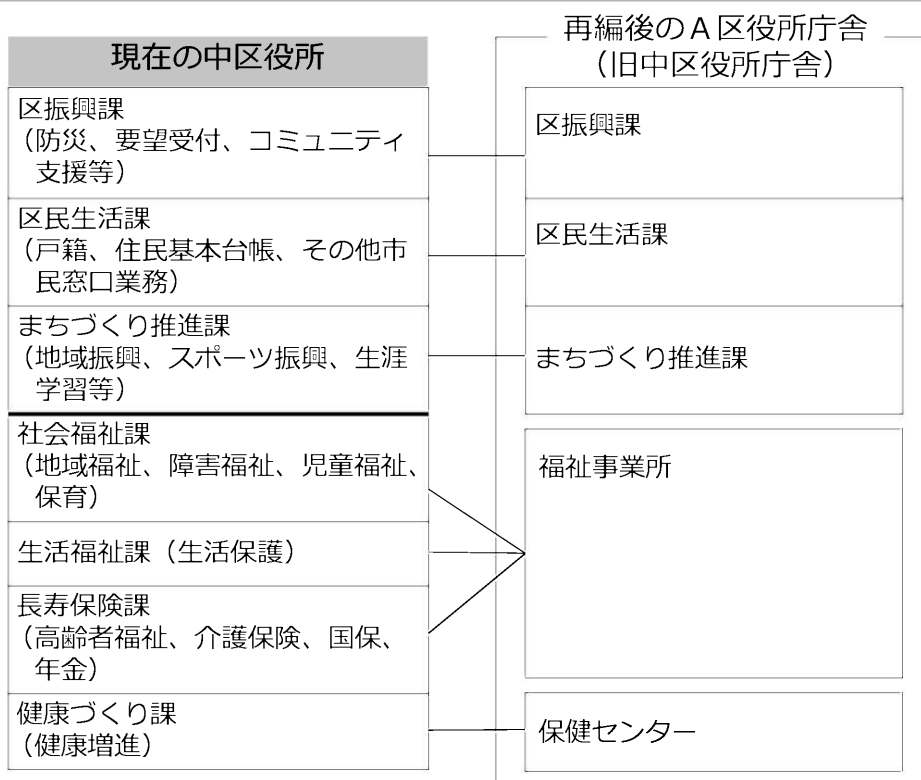 現在の中区役所
区振興課
（防災、要望受付、コミュニティ
支援等）
区民生活課
（戸籍、住民基本台帳、その他市
民窓口業務）
まちづくり推進課
（地域振興、スポーツ振興、生涯
学習等）
社会福祉課
（地域福祉、障害福祉、児童福祉、
保育）
生活福祉課（生活保護）
長寿保険課
（高齢者福祉、介護保険、国保、
年金）
健康づくり課
（健康増進）
再編後のＡ区役所庁舎
（旧中区役所庁舎）
区振興課
区民生活課
まちづくり推進課
福祉事業所
保健センター